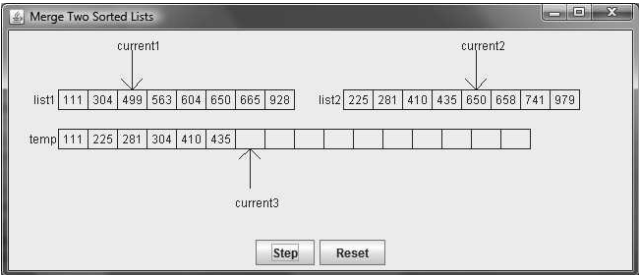 Merge Two Sorted Lists
current1 current2
list1 111 304 499 563 604 650 665 928 list2 225 281 410 435 650 658 741 979
temp 111 225 281 304 410 435
current3
Step Reset